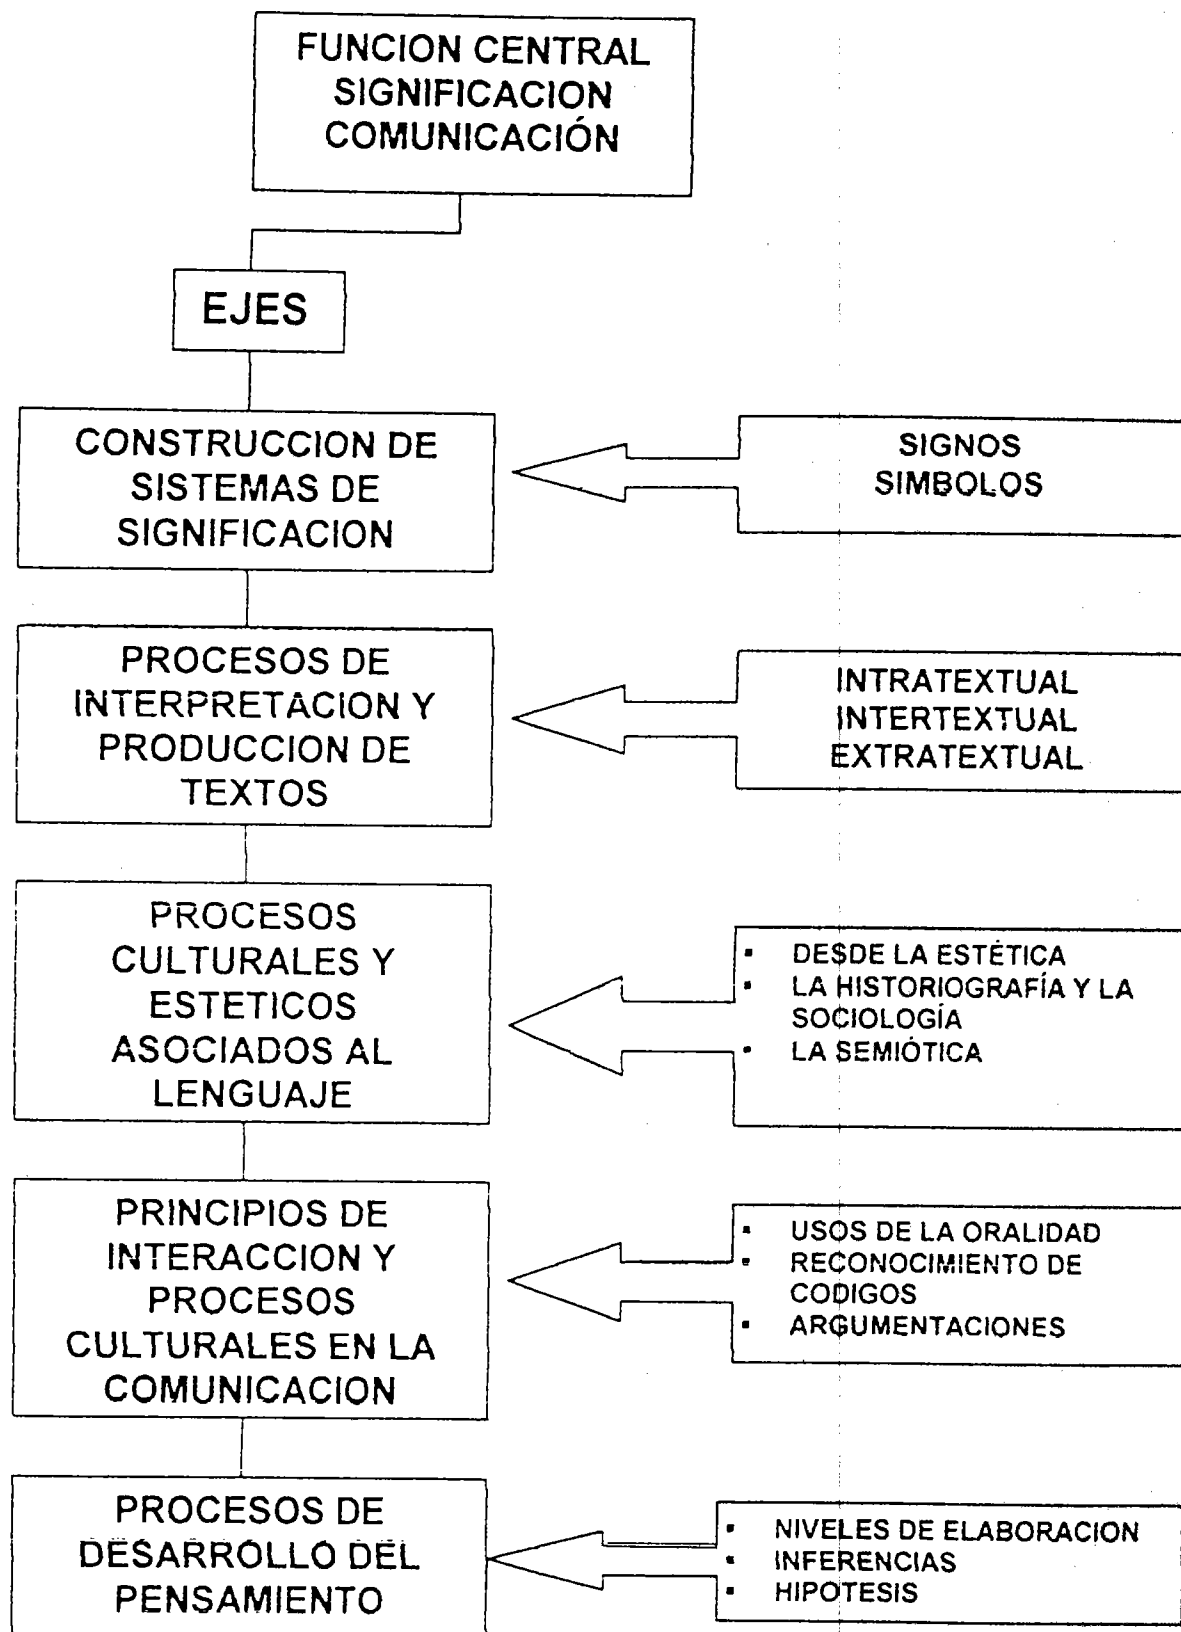 FUNCION CENTRAL
SIGNIFICACION
COMUNICACIÓN
EJES
CONSTRUCCION DE
SISTEMAS DE
SIGNIFICACION
SIGNOS
SIMBOLOS
PROCESOS DE
INTERPRETACION Y
PRODUCCION DE
TEXTOS
INTRATEXTUAL
INTERTEXTUAL
EXTRATEXTUAL
PROCESOS
CULTURALES Y
ESTETICOS
ASOCIADOS AL
LENGUAJE
▪ DESDE LA ESTÉTICA
▪ LA HISTORIOGRAFÍA Y LA
SOCIOLOGÍA
▪ LA SEMIÓTICA
PRINCIPIOS DE
INTERACCION Y
PROCESOS
CULTURALES EN LA
COMUNICACION
▪ USOS DE LA ORALIDAD
▪ RECONOCIMIENTO DE
CODIGOS
▪ ARGUMENTACIONES
PROCESOS DE
DESARROLLO DEL
PENSAMIENTO
▪ NIVELES DE ELABORACION
▪ INFERENCIAS
▪ HIPOTESIS